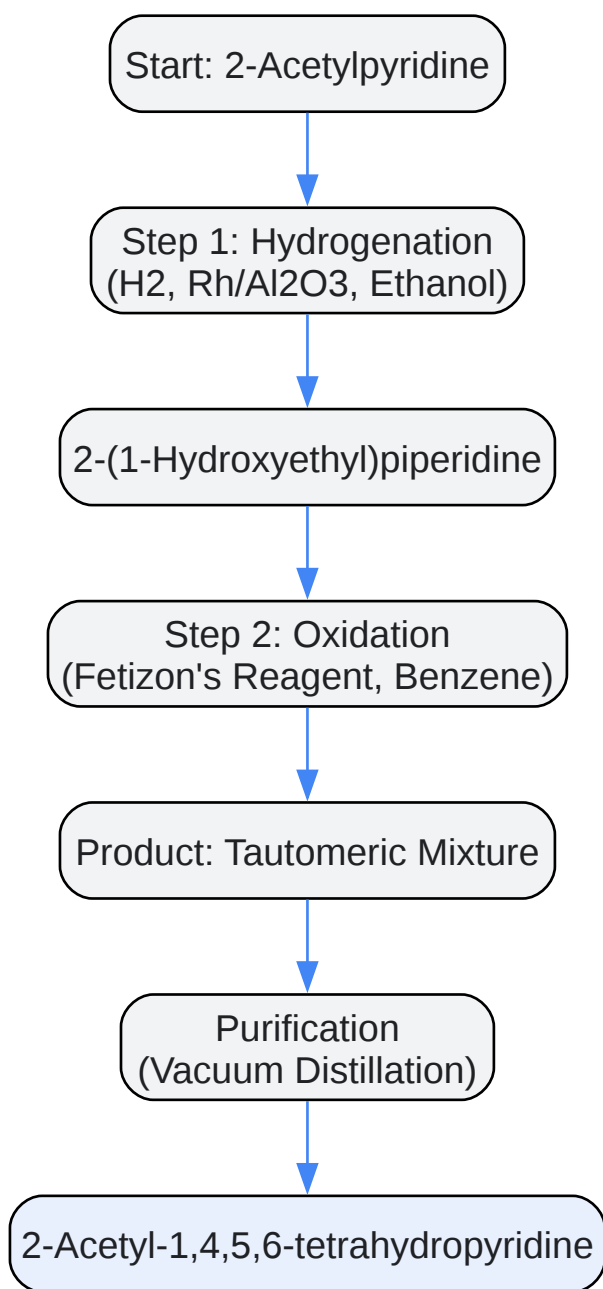 Start: 2-Acetylpyridine
Step 1: Hydrogenation
(H2, Rh/Al2O3, Ethanol)
2-(1-Hydroxyethyl)piperidine
Step 2: Oxidation
(Fetizon's Reagent, Benzene)
Product: Tautomeric Mixture
Purification
(Vacuum Distillation)
2-Acetyl-1,4,5,6-tetrahydropyridine